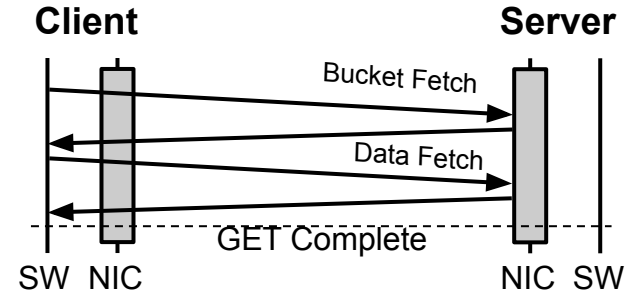 Client Server
Bucket Fetch
Data Fetch
GET Complete
SW NIC NIC SW